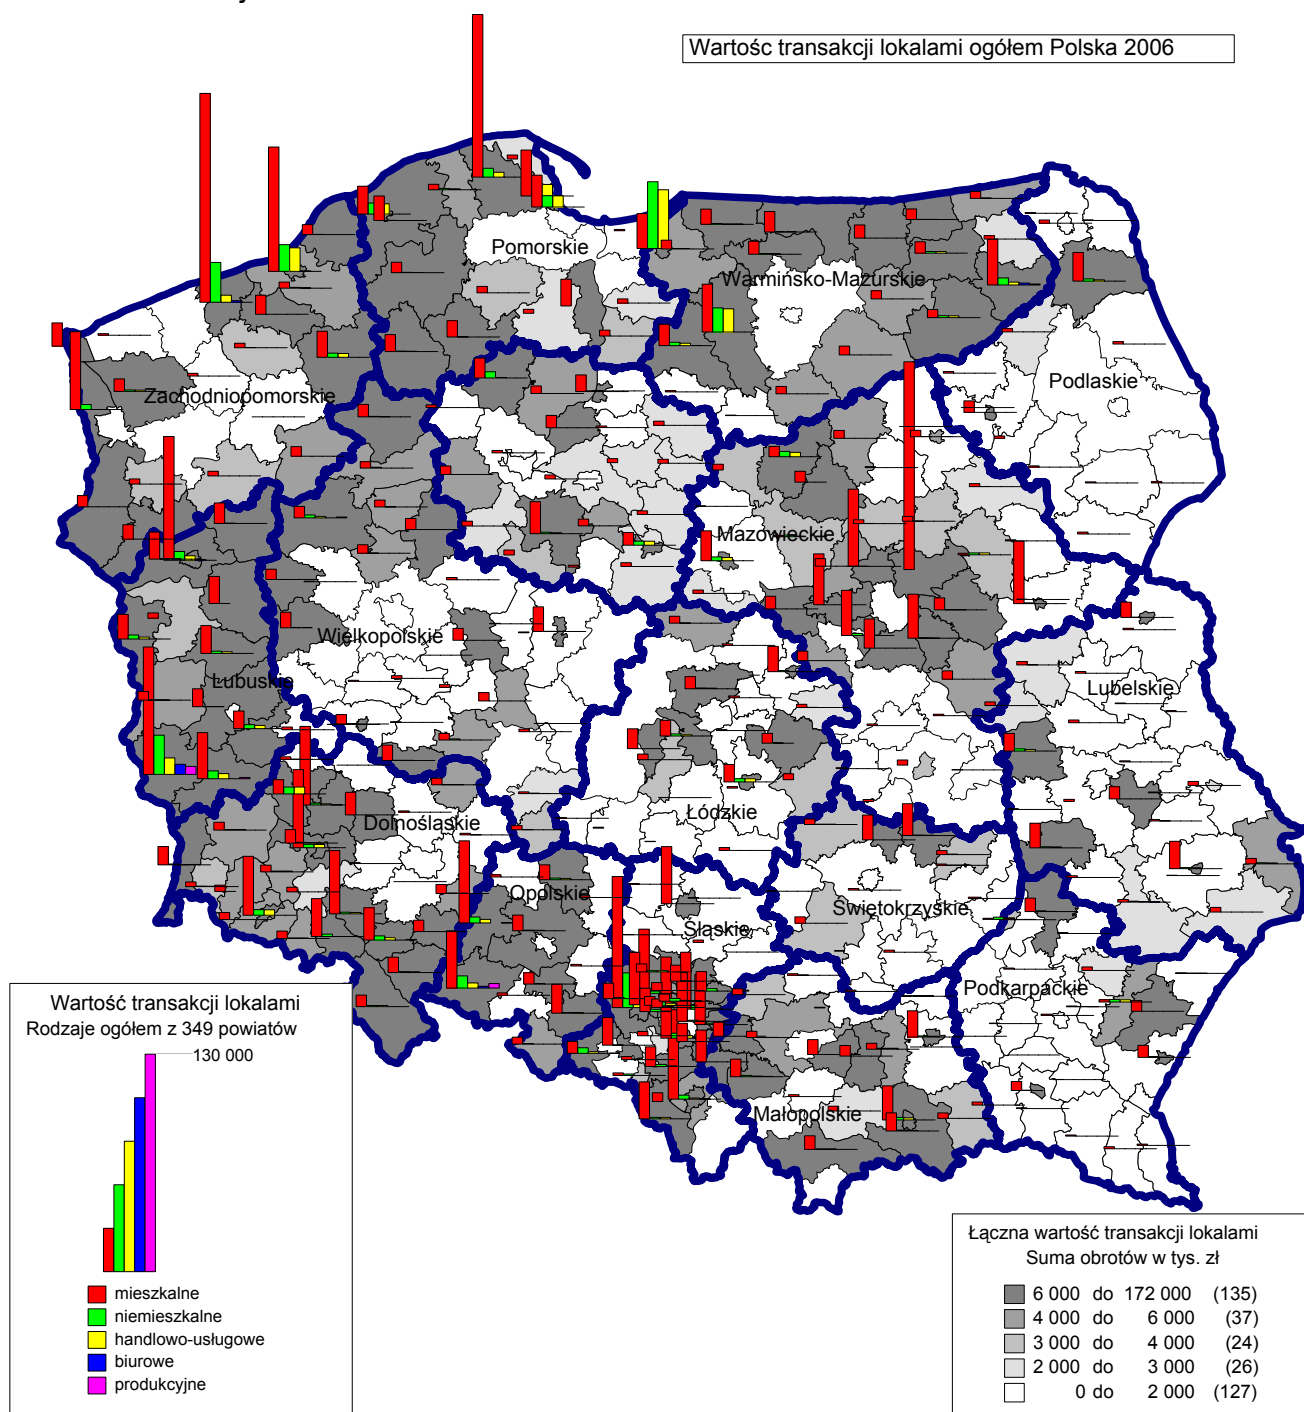 Wartośc transakcji lokalami ogółem Polska 2006
Pomorskie
Warmińsko-Mazurskie
Zachodniopomorskie
Podlaskie
Mazowieckie
Wielkopolskie
Lubuskie
Lubelskie
Łódzkie
Dolnośląskie
Opolskie
Śląskie
Świętokrzyskie
Podkarpackie
Małopolskie
Wartość transakcji lokalami
Rodzaje ogółem z 349 powiatów
130 000
mieszkalne
niemieszkalne
handlowo-usługowe
biurowe
produkcyjne
Łączna wartość transakcji lokalami
Suma obrotów w tys. zł
6 000 do 172 000 (135)
4 000 do 6 000 (37)
3 000 do 4 000 (24)
2 000 do 3 000 (26)
0 do 2 000 (127)